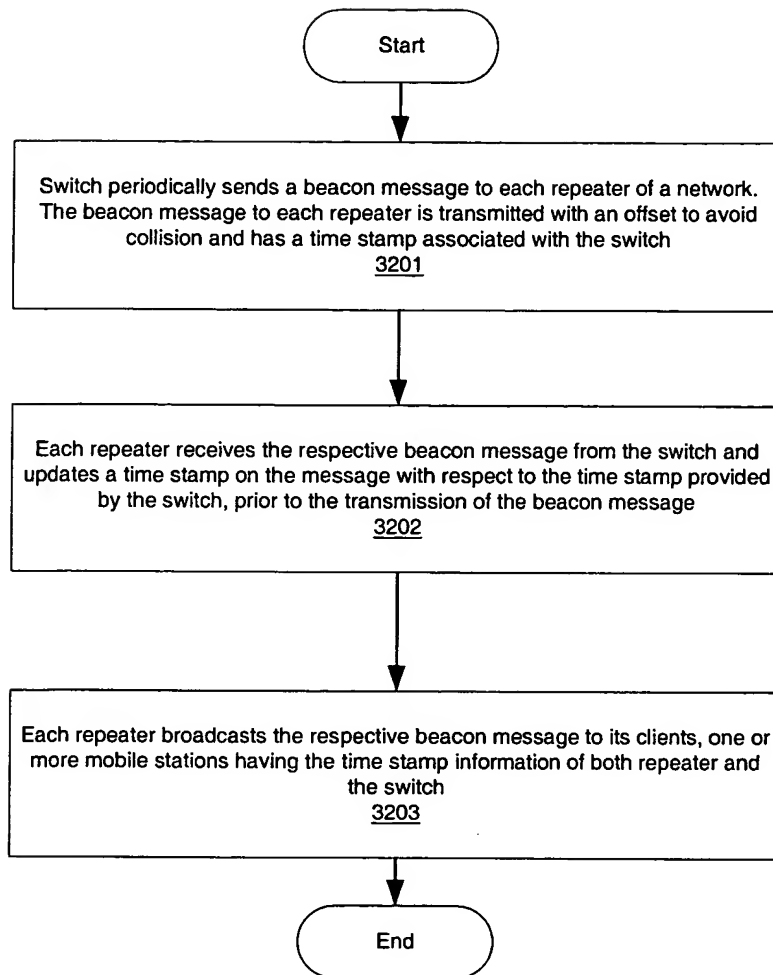 Start
Switch periodically sends a beacon message to each repeater of a network.
The beacon message to each repeater is transmitted with an offset to avoid
collision and has a time stamp associated with the switch
3201
Each repeater receives the respective beacon message from the switch and
updates a time stamp on the message with respect to the time stamp provided
by the switch, prior to the transmission of the beacon message
3202
Each repeater broadcasts the respective beacon message to its clients, one or
more mobile stations having the time stamp information of both repeater and
the switch
3203
End